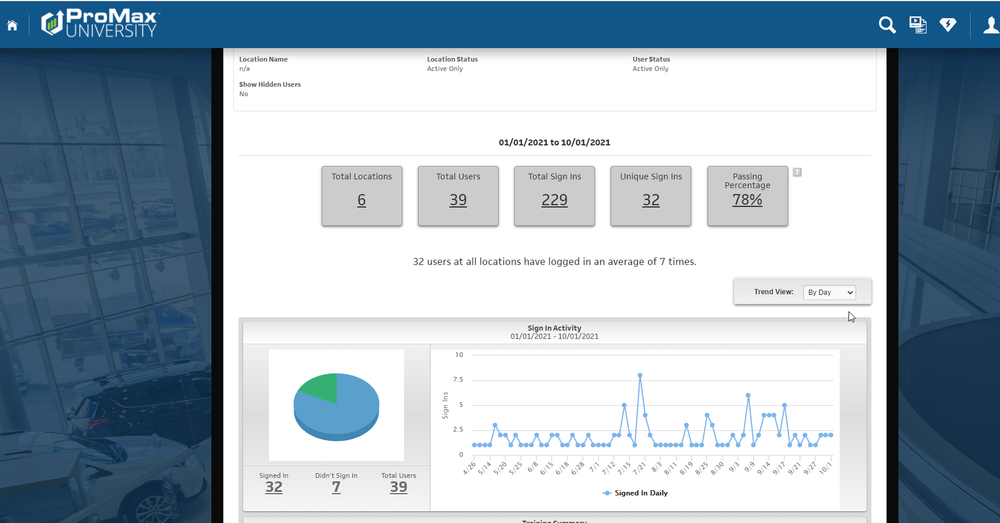 ProMax
UNIVERSITY
Location Name
n/a
Location Status
Active Only
User Status
Active Only
Show Hidden Users
No
01/01/2021 to 10/01/2021
Total Locations
6
Total Users
39
Total Sign Ins
229
Unique Sign Ins
32
Passing
Percentage
78%
?
32 users at all locations have logged in an average of 7 times.
Trend View: By Day
Sign In Activity
01/01/2021 - 10/01/2021
Signed In
32
Didn't Sign In
7
Total Users
39
Sign Ins
10
7.5
5
2.5
0
4/26 5/14 5/20 5/25 6/8 6/15 6/18 6/28 7/1 7/12 7/15 7/21 8/3 8/11 8/19 8/25 8/30 9/3 9/9 9/14 9/17 9/21 9/27 10/1
Signed In Daily
Training Summary